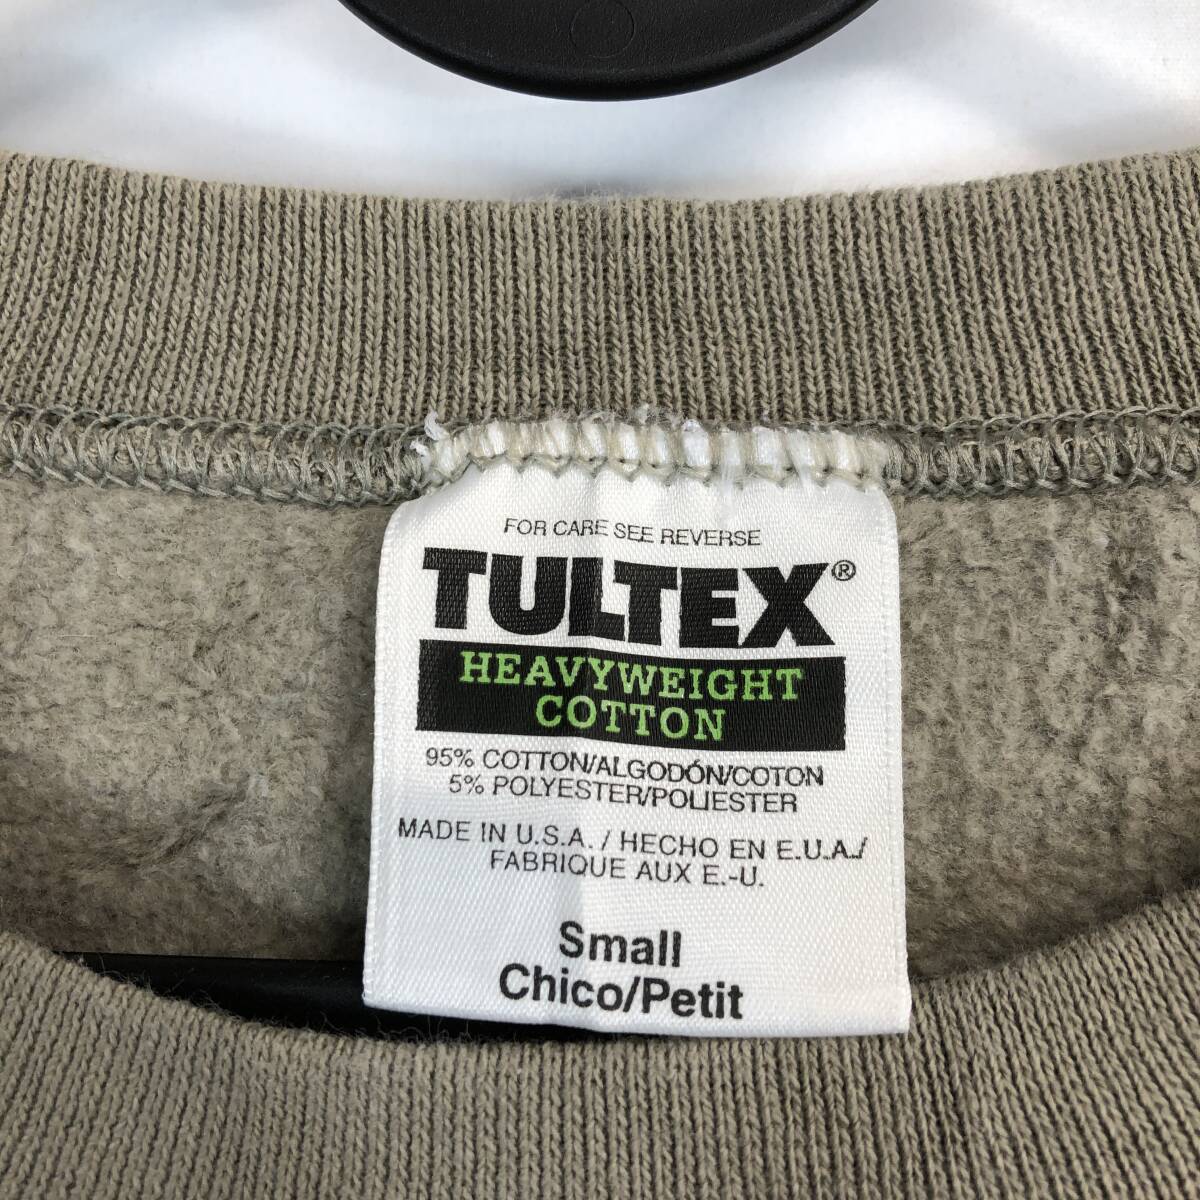 FOR CARE SEE REVERSE
TULTEX®
HEAVYWEIGHT
COTTON
95% COTTON/ALGODÓN/COTON
5% POLYESTER/POLIESTER
MADE IN U.S.A. / HECHO EN E.U.A./
FABRIQUE AUX E.-U.
Small
Chico/Petit